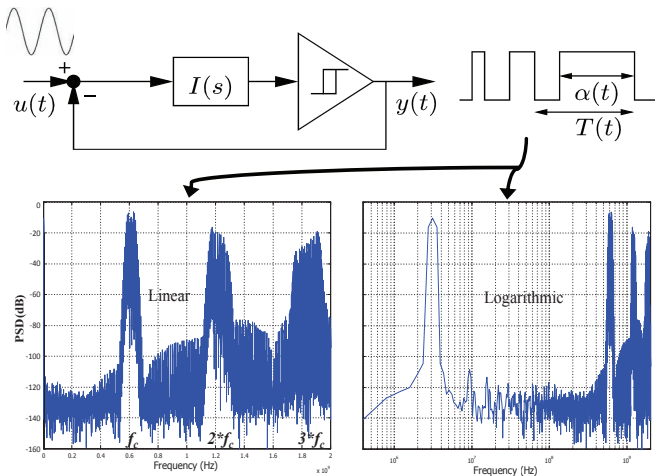 +
−
u(t)
I(s)
y(t)
α(t)
T(t)
PSD(dB)
0
-20
-40
-60
-80
-100
-120
-140
-160
Linear
f_c
2*f_c
3*f_c
0
0.2
0.4
0.6
0.8
1
1.2
1.4
1.6
1.8
2
Frequency (Hz)
Logarithmic
10⁷
Frequency (Hz)